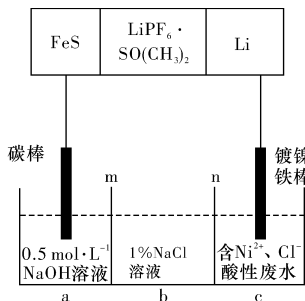 FeS
LiPF₆·
SO(CH₃)₂
Li
碳棒
m
n
镀镍
铁棒
0.5 mol·L⁻¹
NaOH溶液
1%NaCl
溶液
含Ni²⁺、Cl⁻
酸性废水
a
b
c